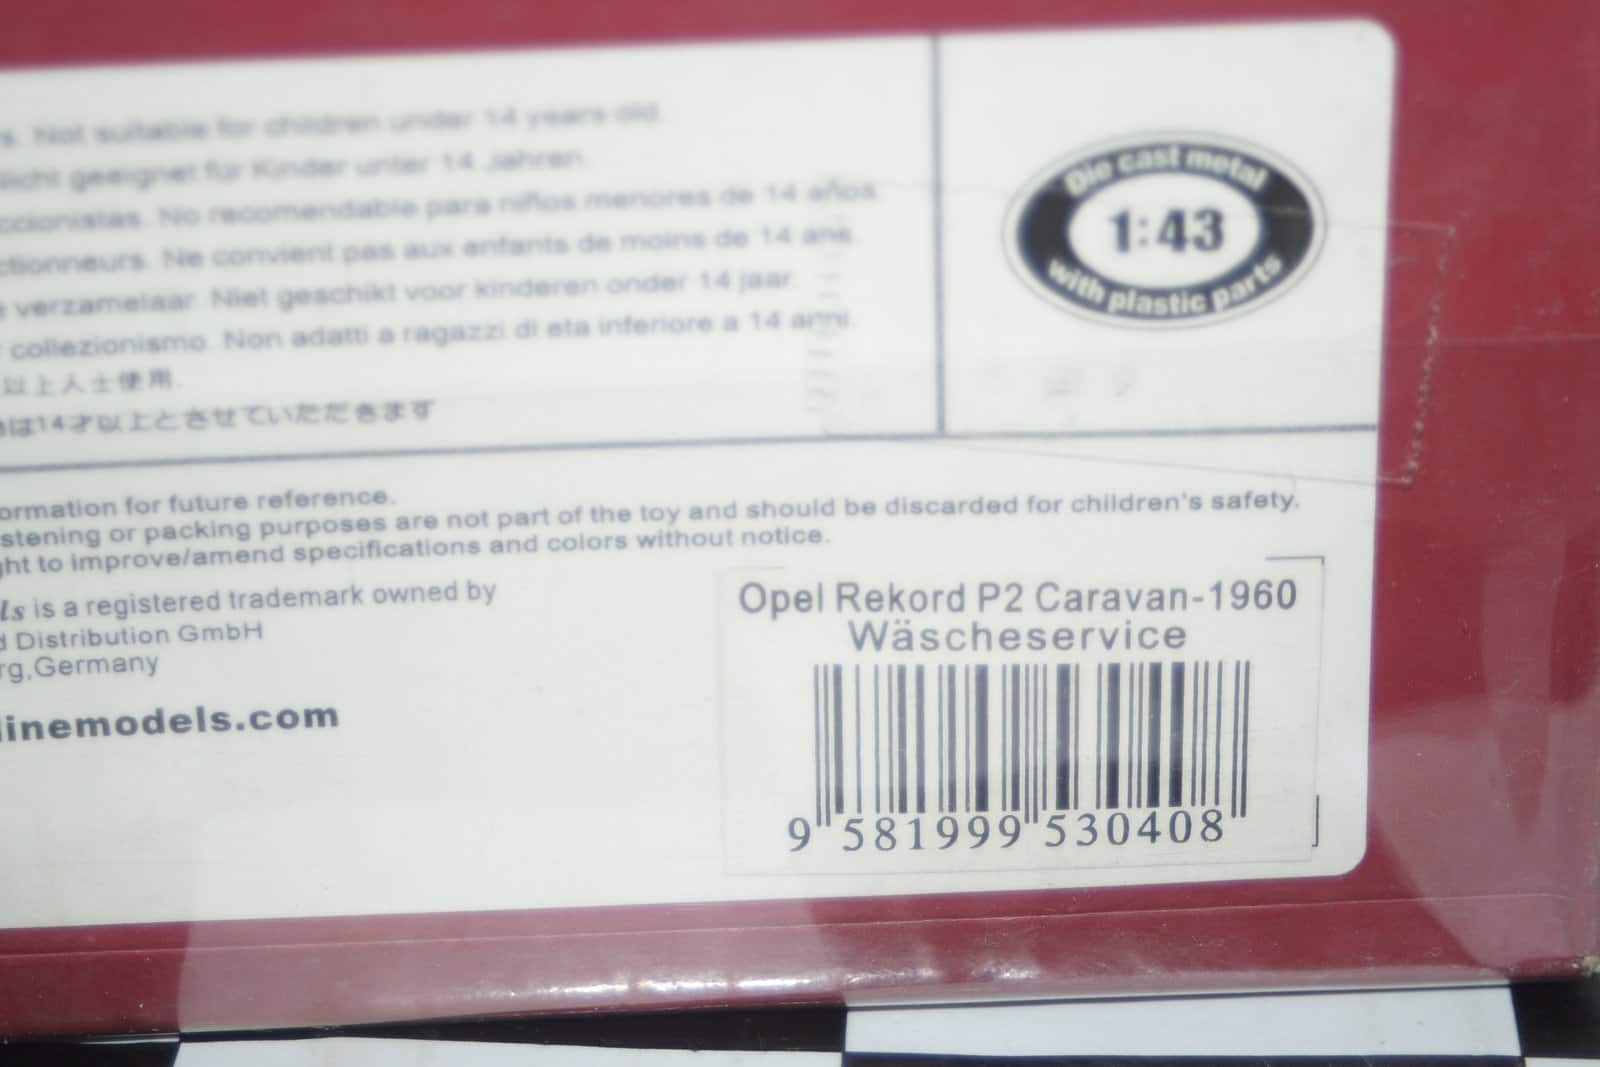 s. Not suitable for children under 14 years old.
Nicht geeignet für Kinder unter 14 Jahren.
ccionistas. No recomendable para niños menores de 14 años.
ctionneurs. Ne convient pas aux enfants de moins de 14 ans.
e verzamelaar. Niet geschikt voor kinderen onder 14 jaar.
r collezionismo. Non adatti a ragazzi di eta inferiore a 14 anni.
以上人士使用.
は14才以上とさせていただきます
Die cast metal
1:43
with plastic parts
ormation for future reference.
stening or packing purposes are not part of the toy and should be discarded for children's safety.
ght to improve/amend specifications and colors without notice.
ls is a registered trademark owned by
d Distribution GmbH
rg,Germany
linemodels.com
Opel Rekord P2 Caravan-1960
Wäscheservice
9 581999 530408